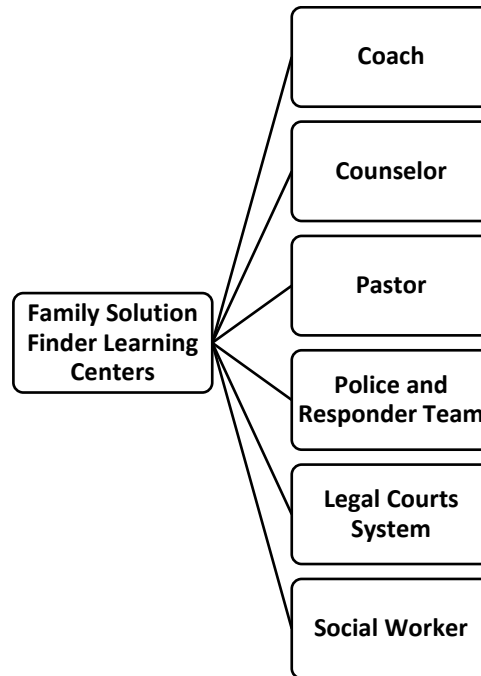 Coach
Counselor
Pastor
Family Solution
Finder Learning
Centers
Police and
Responder Team
Legal Courts
System
Social Worker